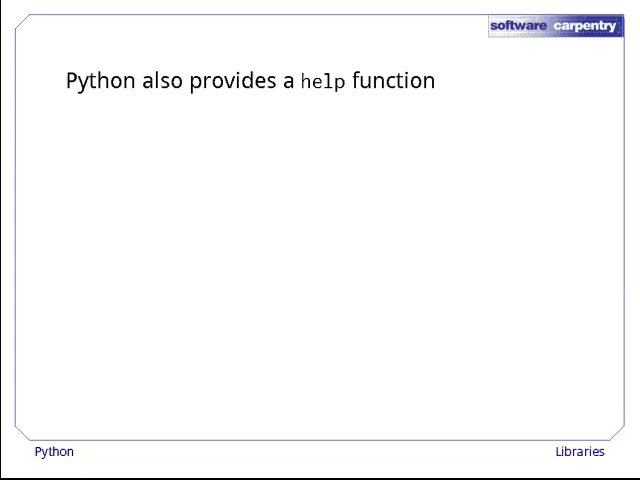 software carpentry
Python also provides a help function
Python
Libraries